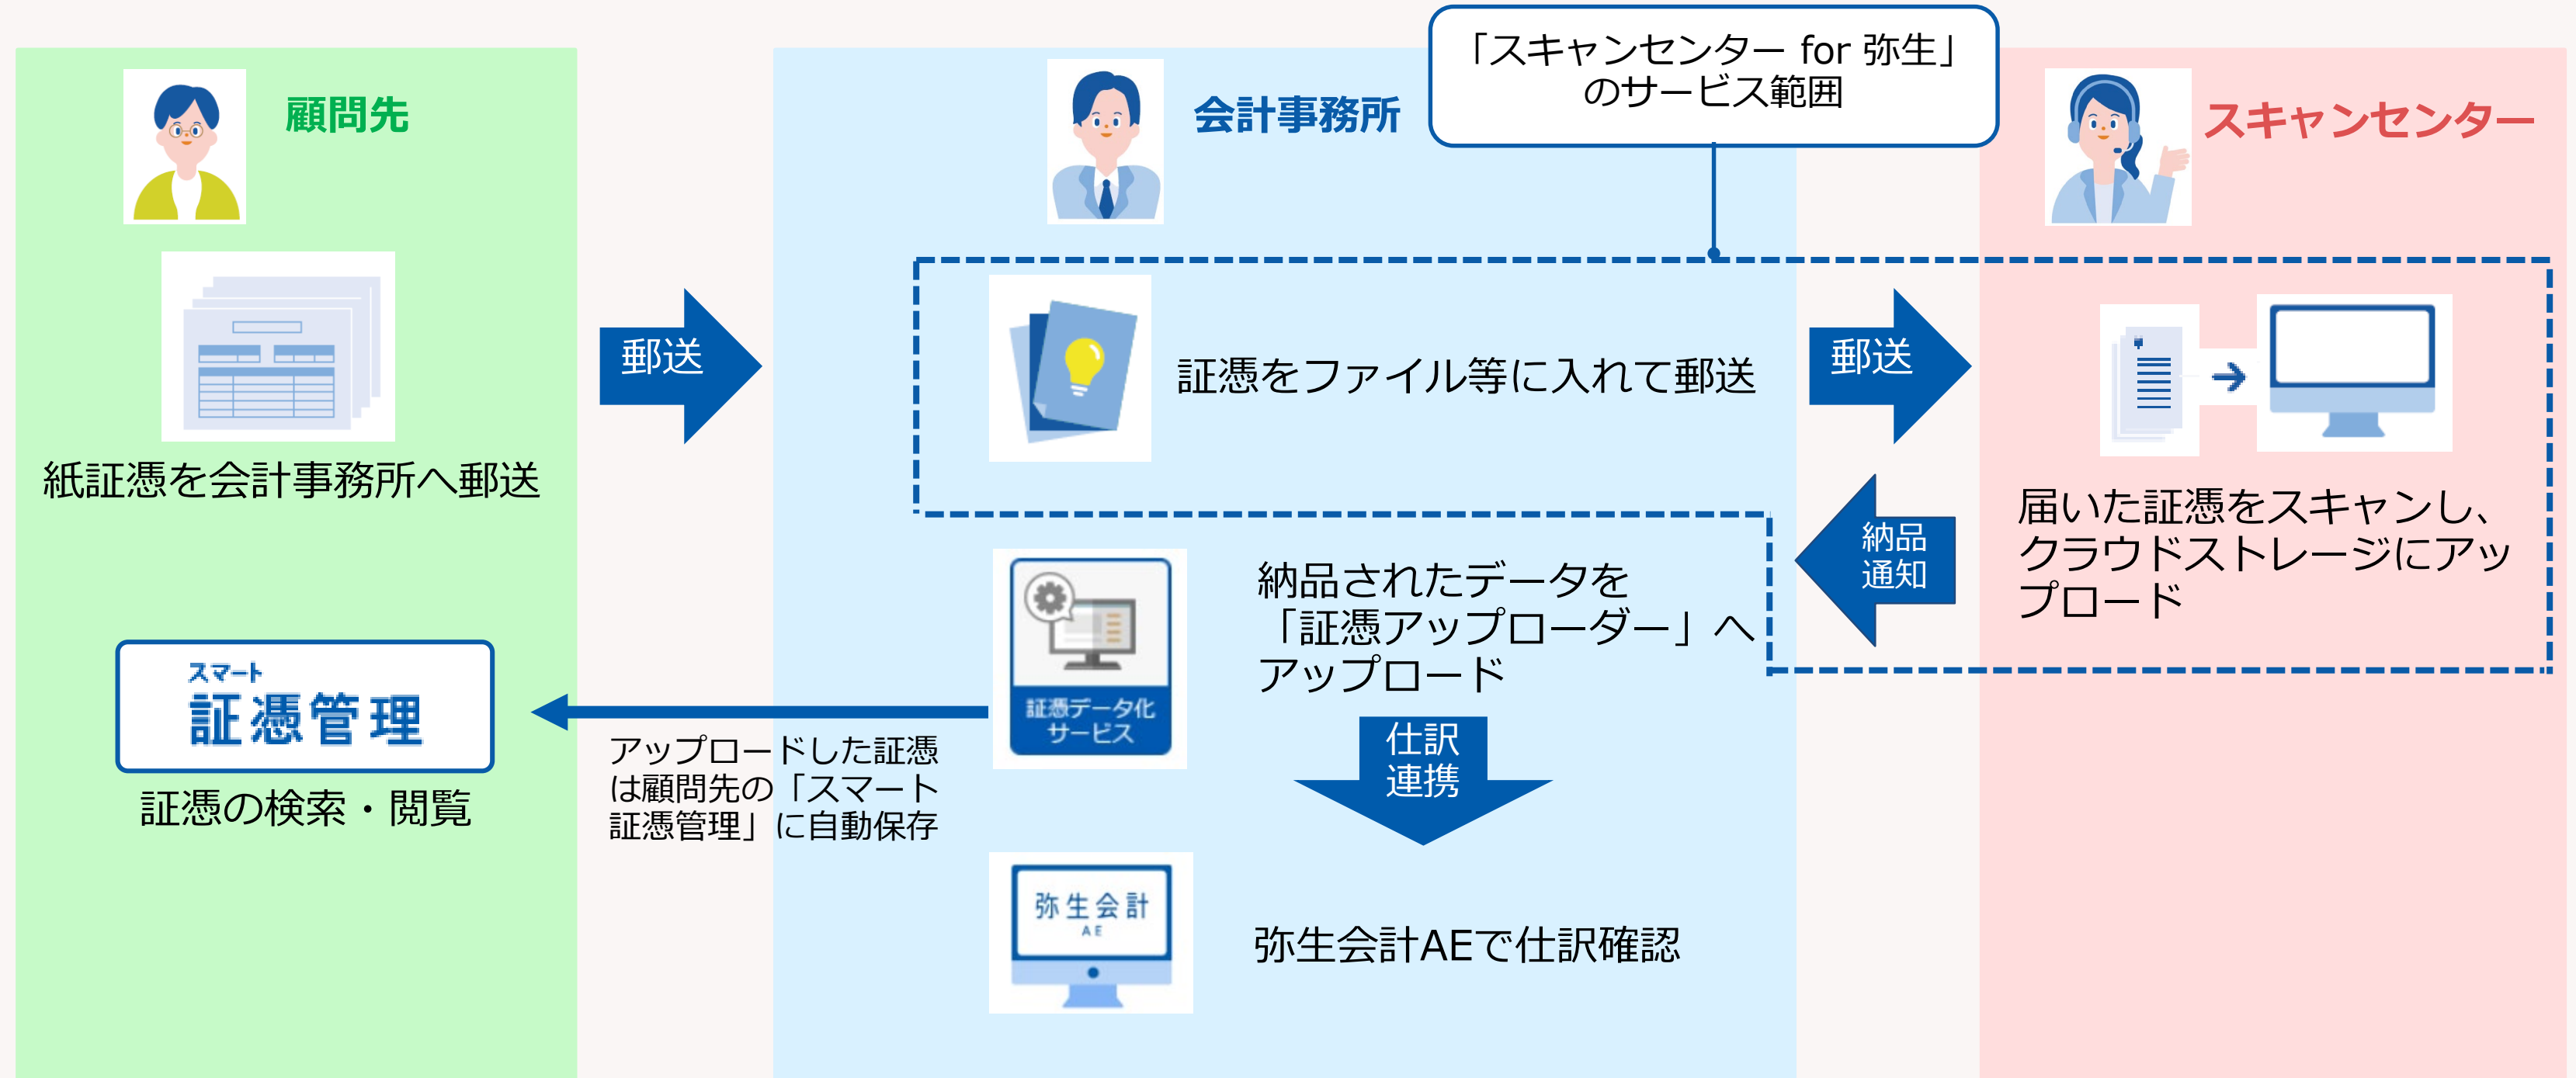 「スキャンセンター for 弥生」
のサービス範囲
顧問先
会計事務所
スキャンセンター
紙証憑を会計事務所へ郵送
郵送
証憑をファイル等に入れて郵送
郵送
届いた証憑をスキャンし、
クラウドストレージにアッ
プロード
納品
通知
納品されたデータを
「証憑アップローダー」へ
アップロード
証憑データ化
サービス
仕訳
連携
アップロードした証憑
は顧問先の「スマート
証憑管理」に自動保存
スマート
証憑管理
証憑の検索・閲覧
弥生会計
AE
弥生会計AEで仕訳確認